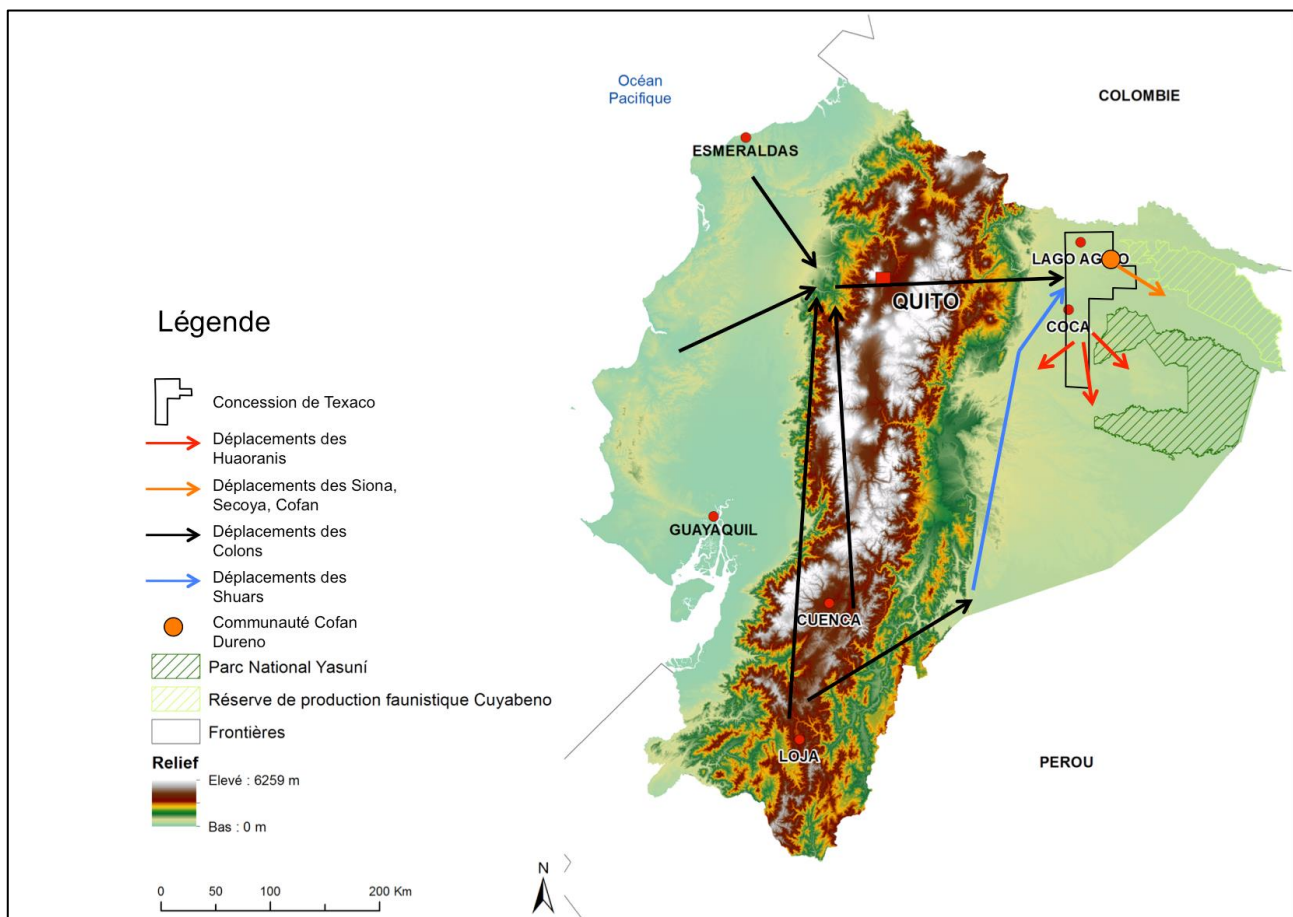 Océan
Pacifique
COLOMBIE
ESMERALDAS
LAGO AGRIO
QUITO
COCA
GUAYAQUIL
CUENCA
LOJA
PEROU
Légende
Concession de Texaco
Déplacements des
Huaoranis
Déplacements des Siona,
Secoya, Cofan
Déplacements des
Colons
Déplacements des
Shuars
Communauté Cofan
Dureno
Parc National Yasuní
Réserve de production faunistique Cuyabeno
Frontières
Relief
Elevé : 6259 m
Bas : 0 m
0 50 100 200 Km
N